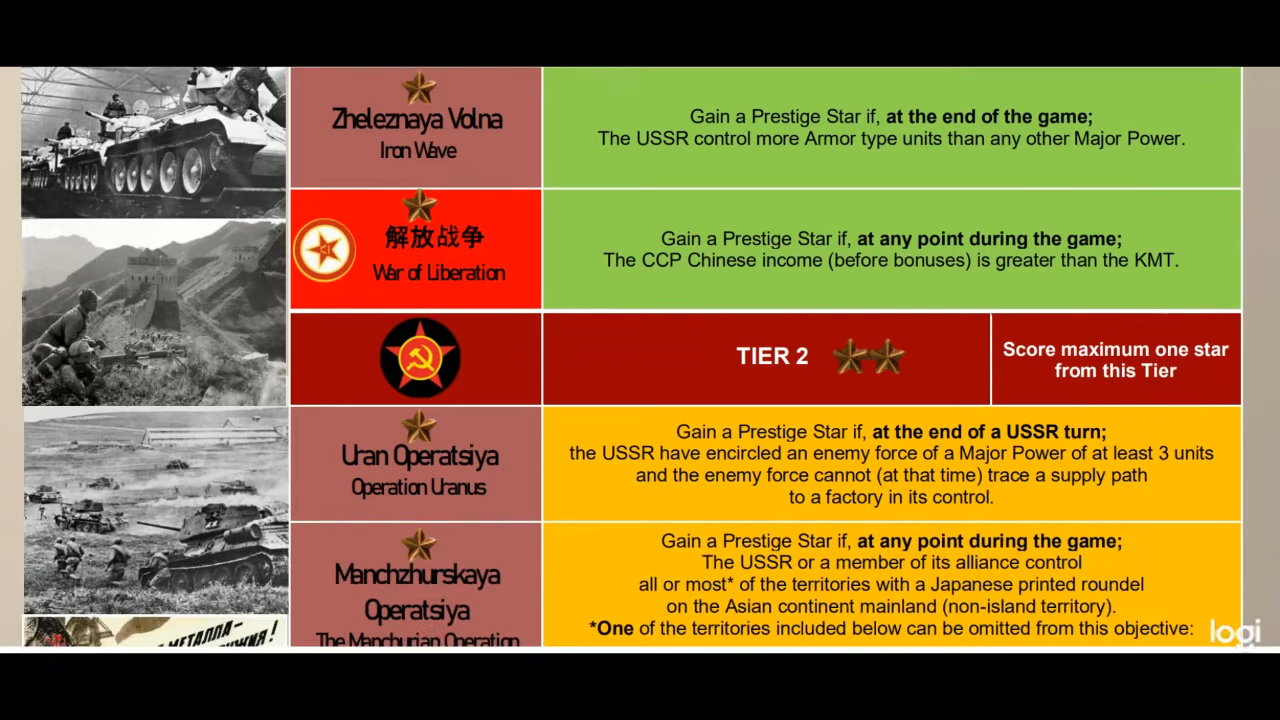 Zheleznaya Volna
Iron Wave
Gain a Prestige Star if, at the end of the game;
The USSR control more Armor type units than any other Major Power.
解放战争
War of Liberation
Gain a Prestige Star if, at any point during the game;
The CCP Chinese income (before bonuses) is greater than the KMT.
TIER 2
Score maximum one star
from this Tier
Uran Operatsiya
Operation Uranus
Gain a Prestige Star if, at the end of a USSR turn;
the USSR have encircled an enemy force of a Major Power of at least 3 units
and the enemy force cannot (at that time) trace a supply path
to a factory in its control.
Manchzhurskaya
Operatsiya
The Manchurian Operation
Gain a Prestige Star if, at any point during the game;
The USSR or a member of its alliance control
all or most* of the territories with a Japanese printed roundel
on the Asian continent mainland (non-island territory).
*One of the territories included below can be omitted from this objective:
МЕТАЛЛА–
logi